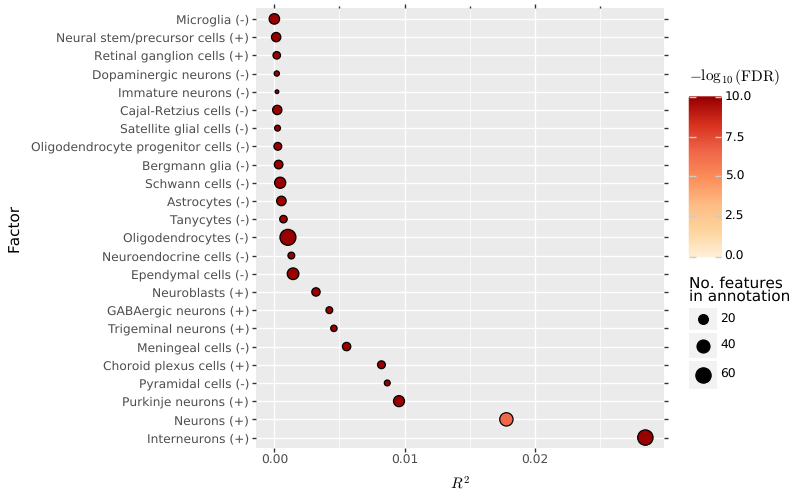 Microglia (-)
Neural stem/precursor cells (+)
Retinal ganglion cells (+)
Dopaminergic neurons (-)
Immature neurons (-)
Cajal-Retzius cells (-)
Satellite glial cells (-)
Oligodendrocyte progenitor cells (-)
Bergmann glia (-)
Schwann cells (-)
Astrocytes (-)
Tanycytes (-)
Oligodendrocytes (-)
Neuroendocrine cells (-)
Ependymal cells (-)
Neuroblasts (+)
GABAergic neurons (+)
Trigeminal neurons (+)
Meningeal cells (-)
Choroid plexus cells (+)
Pyramidal cells (-)
Purkinje neurons (+)
Neurons (+)
Interneurons (+)
Factor
0.00 0.01 0.02
R²
−log₁₀(FDR)
10.0
7.5
5.0
2.5
0.0
No. features
in annotation
20
40
60